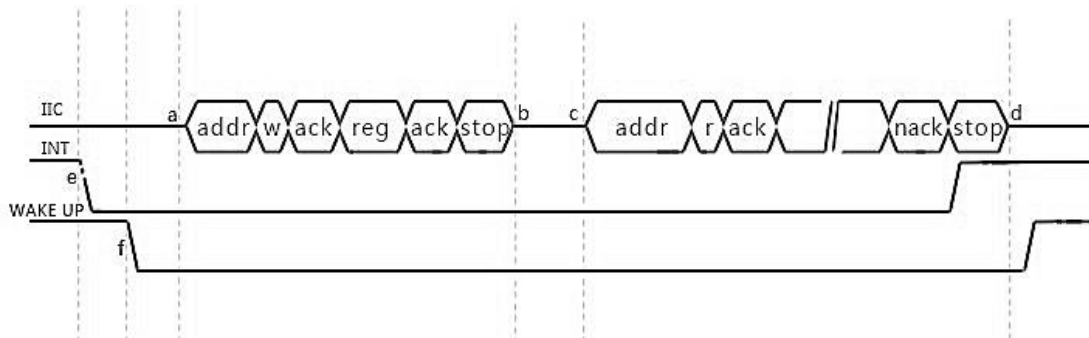 IIC
a addr w ack reg ack stop b c addr r ack nack stop d
INT
e
WAKE UP
f